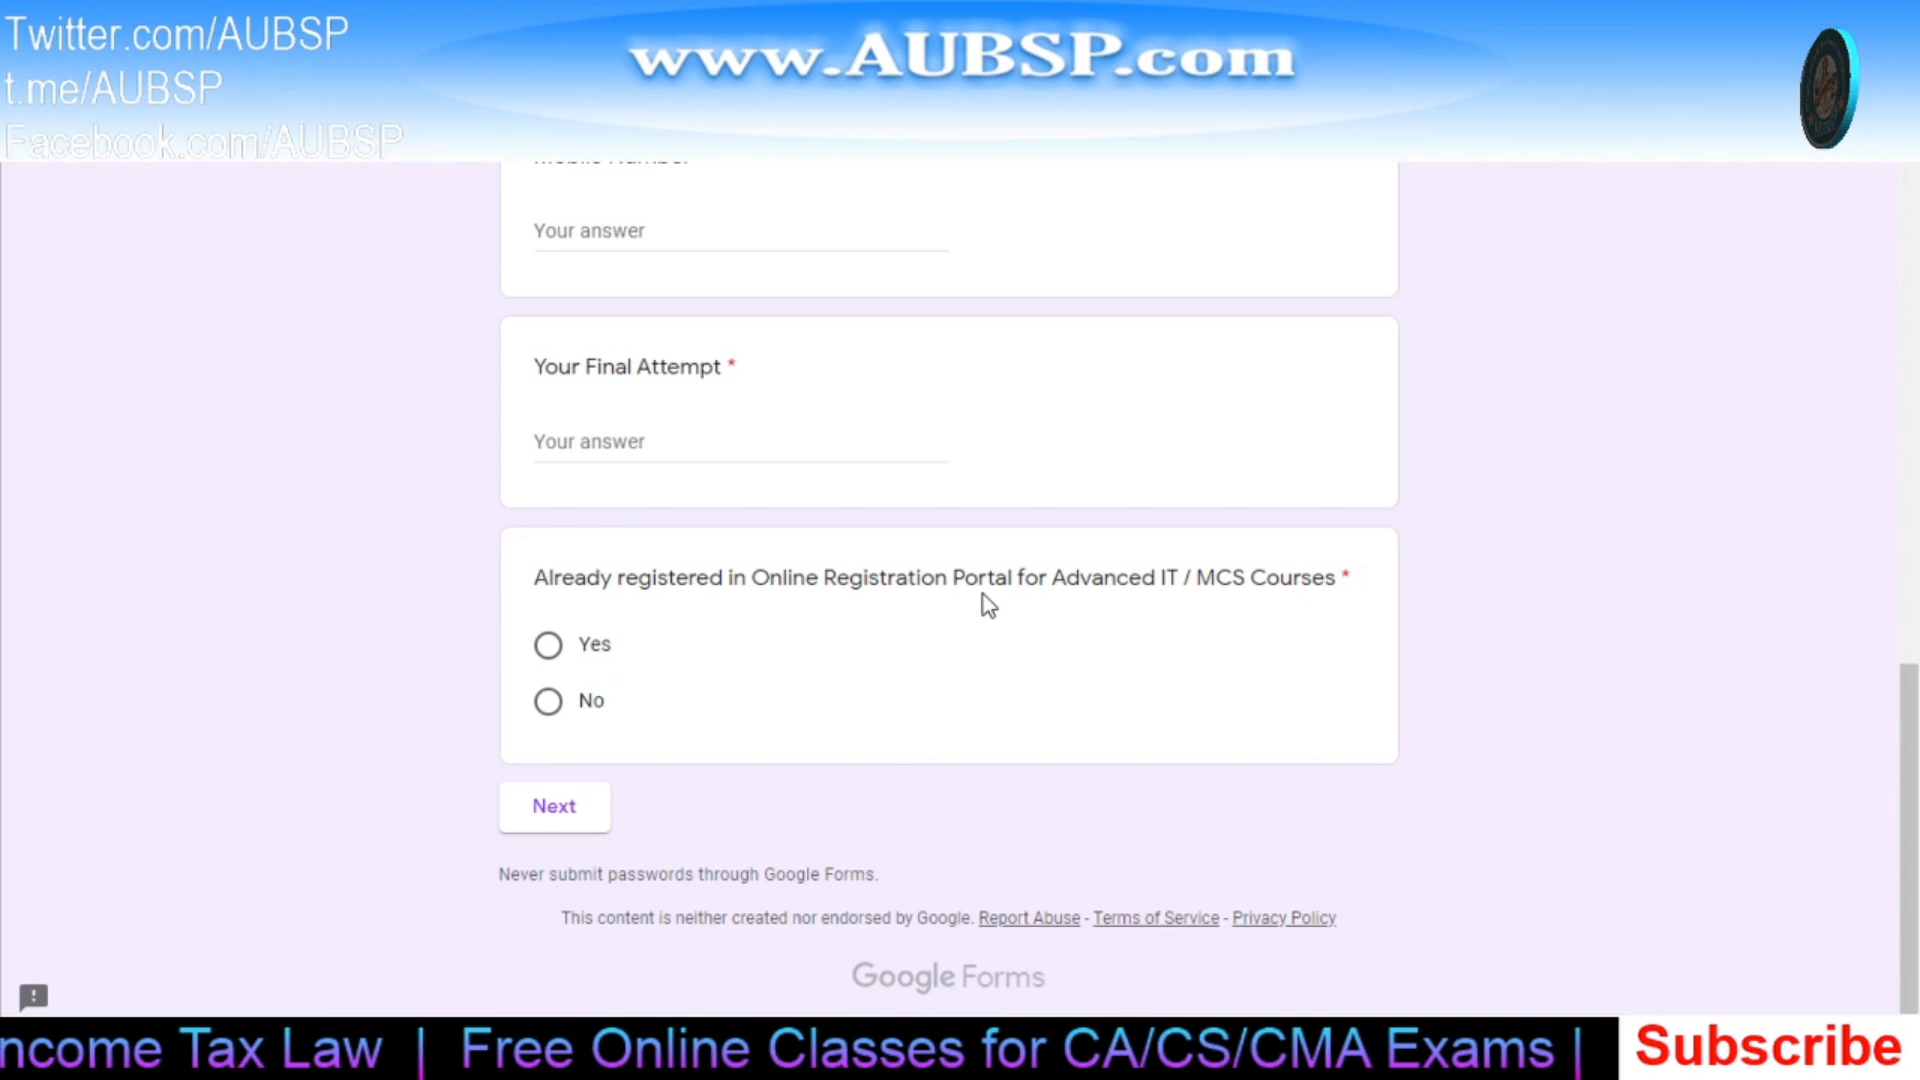 Twitter.com/AUBSP
t.me/AUBSP
Facebook.com/AUBSP
www.AUBSP.com
Mobile Number
Your answer
Your Final Attempt *
Your answer
Already registered in Online Registration Portal for Advanced IT / MCS Courses *
Yes
No
Next
Never submit passwords through Google Forms.
This content is neither created nor endorsed by Google. Report Abuse - Terms of Service - Privacy Policy
Google Forms
ncome Tax Law | Free Online Classes for CA/CS/CMA Exams |
Subscribe